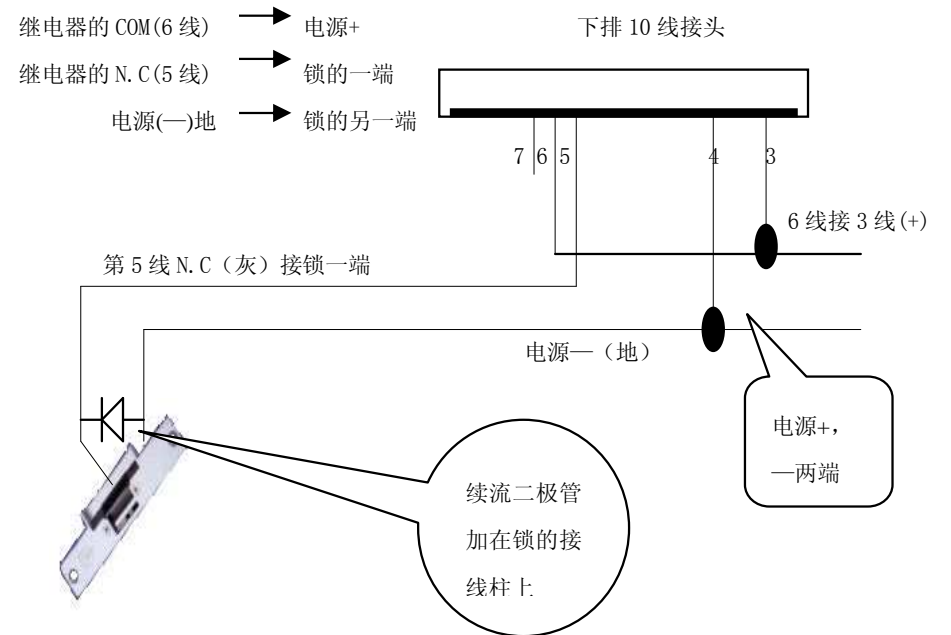 继电器的 COM(6 线) 电源+
下排 10 线接头
继电器的 N.C(5 线) 锁的一端
电源(—)地 锁的另一端
7 6 5 4 3
6 线接 3 线(+)
第 5 线 N.C（灰）接锁一端
电源—（地）
电源+，
—两端
续流二极管
加在锁的接
线柱上